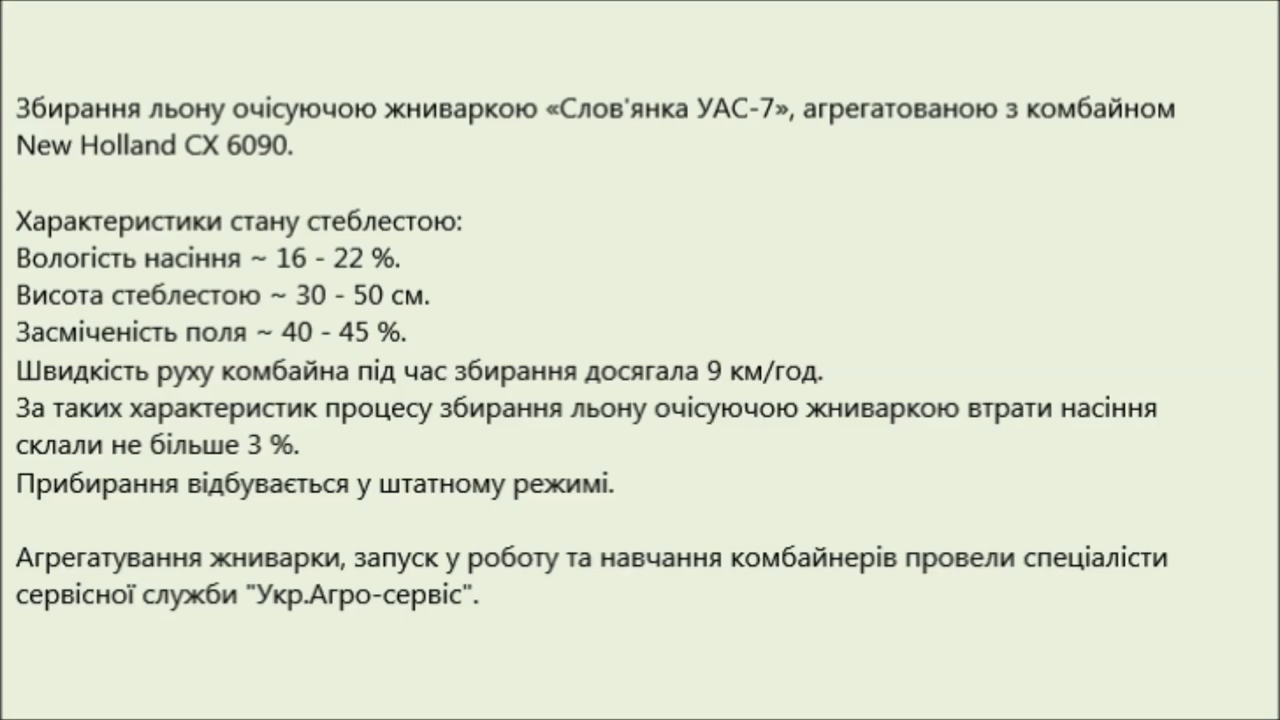 Збирання льону очісуючою жниваркою «Слов'янка УАС-7», агрегатованою з комбайном
New Holland CX 6090.
Характеристики стану стеблестою:
Вологість насіння ~ 16 - 22 %.
Висота стеблестою ~ 30 - 50 см.
Засміченість поля ~ 40 - 45 %.
Швидкість руху комбайна під час збирання досягала 9 км/год.
За таких характеристик процесу збирання льону очісуючою жниваркою втрати насіння
склали не більше 3 %.
Прибирання відбувається у штатному режимі.
Агрегатування жниварки, запуск у роботу та навчання комбайнерів провели спеціалісти
сервісної служби "Укр.Агро-сервіс".